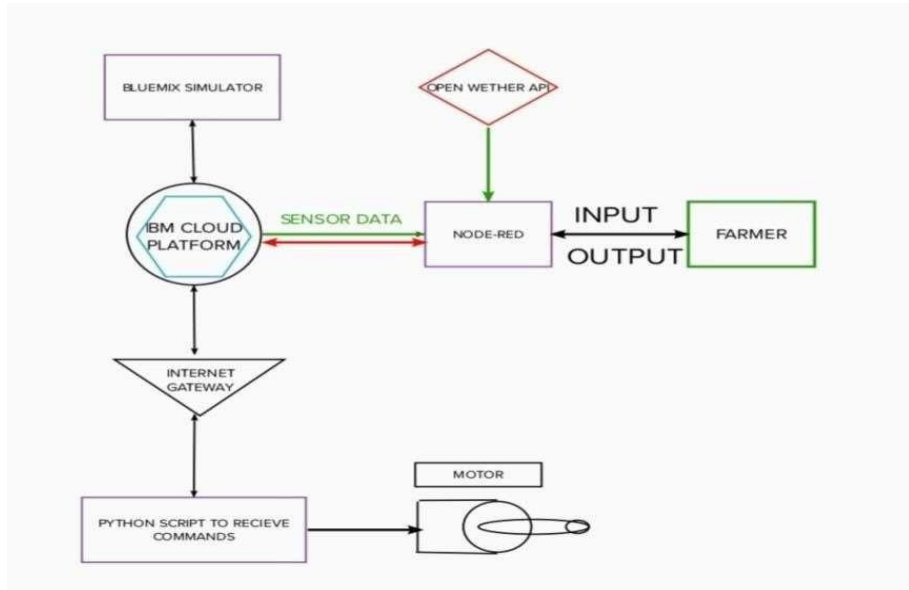 BLUEMIX SIMULATOR
OPEN WETHER API
IBM CLOUD
PLATFORM
SENSOR DATA
NODE-RED
INPUT
OUTPUT
FARMER
INTERNET
GATEWAY
MOTOR
PYTHON SCRIPT TO RECIEVE
COMMANDS